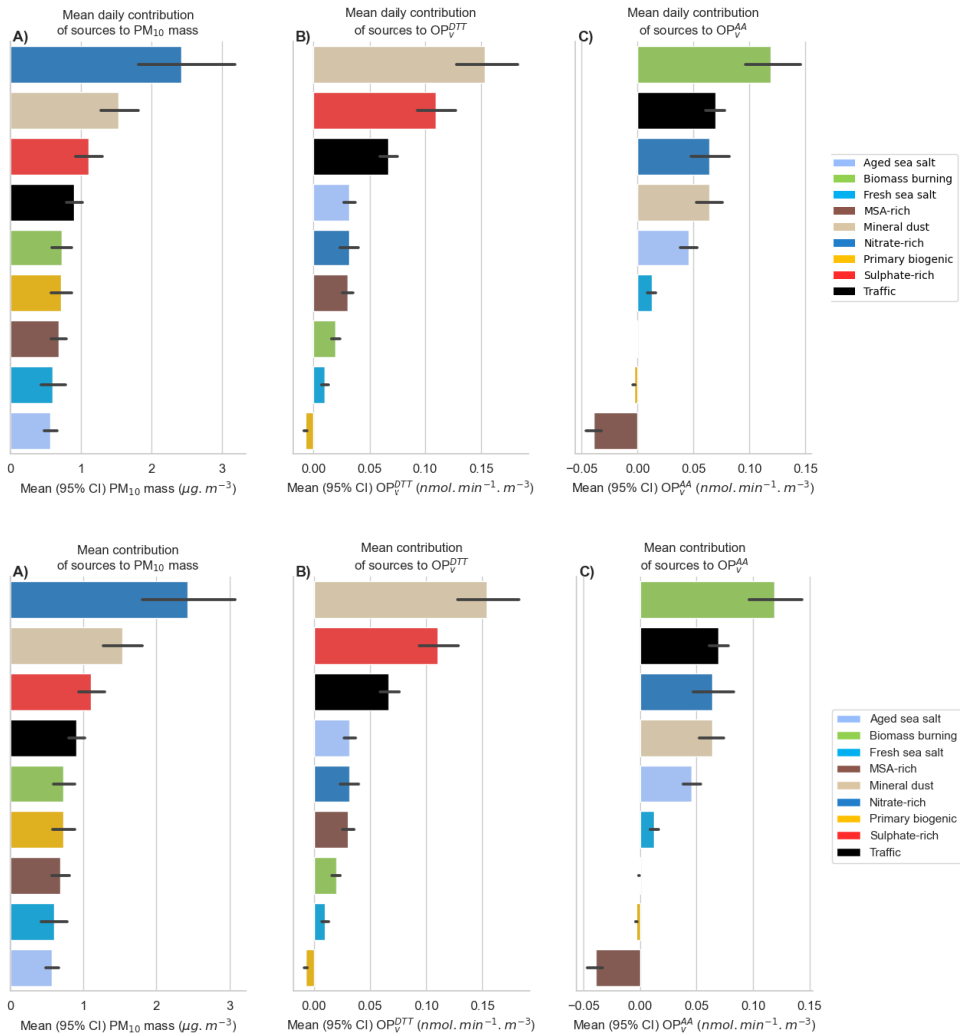 Mean daily contribution
of sources to PM₁₀ mass
A)
0 1 2 3
Mean (95% CI) PM₁₀ mass (μg. m⁻³)
Mean daily contribution
of sources to OPᵥᴰᵀᵀ
B)
0.00 0.05 0.10 0.15
Mean (95% CI) OPᵥᴰᵀᵀ (nmol. min⁻¹. m⁻³)
Mean daily contribution
of sources to OPᵥᴬᴬ
C)
−0.05 0.00 0.05 0.10 0.15
Mean (95% CI) OPᵥᴬᴬ (nmol. min⁻¹. m⁻³)
Aged sea salt
Biomass burning
Fresh sea salt
MSA-rich
Mineral dust
Nitrate-rich
Primary biogenic
Sulphate-rich
Traffic
Mean contribution
of sources to PM₁₀ mass
A)
0 1 2 3
Mean (95% CI) PM₁₀ mass (μg. m⁻³)
Mean contribution
of sources to OPᵥᴰᵀᵀ
B)
0.00 0.05 0.10 0.15
Mean (95% CI) OPᵥᴰᵀᵀ (nmol. min⁻¹. m⁻³)
Mean contribution
of sources to OPᵥᴬᴬ
C)
−0.05 0.00 0.05 0.10 0.15
Mean (95% CI) OPᵥᴬᴬ (nmol. min⁻¹. m⁻³)
Aged sea salt
Biomass burning
Fresh sea salt
MSA-rich
Mineral dust
Nitrate-rich
Primary biogenic
Sulphate-rich
Traffic